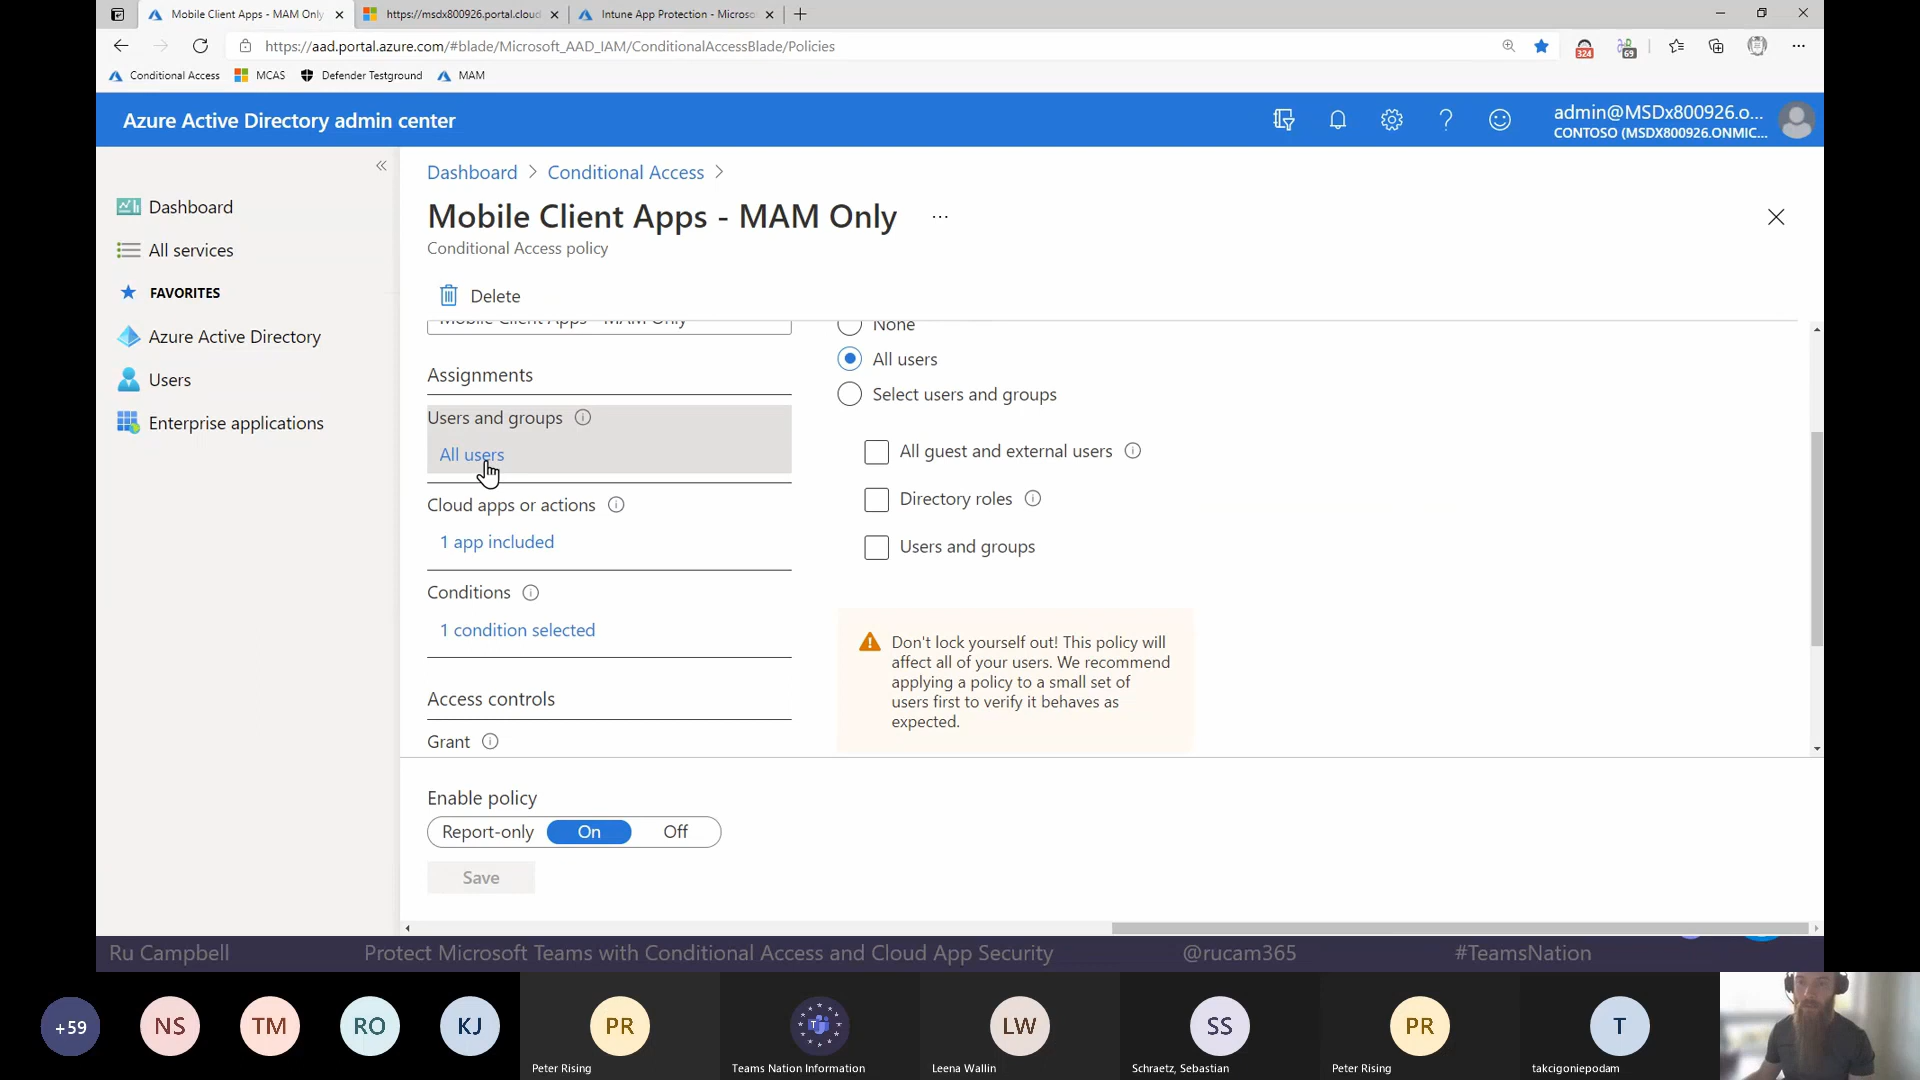 Mobile Client Apps - MAM Only
https://msdx800926.portal.cloud
Intune App Protection - Microso
https://aad.portal.azure.com/#blade/Microsoft_AAD_IAM/ConditionalAccessBlade/Policies
324
69
Conditional Access
MCAS
Defender Testground
MAM
Azure Active Directory admin center
admin@MSDx800926.o...
CONTOSO (MSDX800926.ONMIC...
Dashboard
All services
FAVORITES
Azure Active Directory
Users
Enterprise applications
Dashboard > Conditional Access >
Mobile Client Apps - MAM Only ...
Conditional Access policy
Delete
Mobile Client Apps - MAM Only
Assignments
Users and groups
All users
Cloud apps or actions
1 app included
Conditions
1 condition selected
Access controls
Grant
None
All users
Select users and groups
All guest and external users
Directory roles
Users and groups
Don't lock yourself out! This policy will
affect all of your users. We recommend
applying a policy to a small set of
users first to verify it behaves as
expected.
Enable policy
Report-only On Off
Save
Ru Campbell
Protect Microsoft Teams with Conditional Access and Cloud App Security
@rucam365
#TeamsNation
+59
NS
TM
RO
KJ
PR
Peter Rising
Teams Nation Information
LW
Leena Wallin
SS
Schraetz, Sebastian
PR
Peter Rising
T
takcigoniepodam